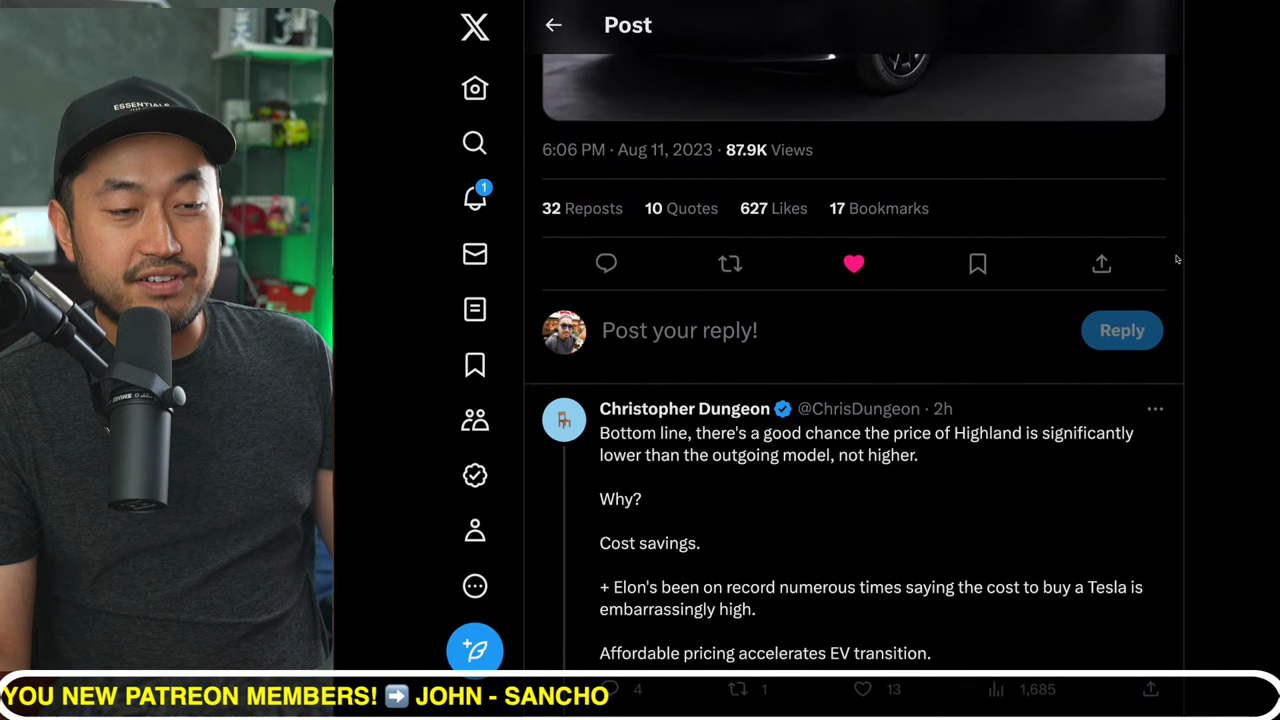 Post
ESSENTIALS
6:06 PM · Aug 11, 2023 · 87.9K Views
1
32 Reposts 10 Quotes 627 Likes 17 Bookmarks
Post your reply!
Reply
Christopher Dungeon @ChrisDungeon · 2h
Bottom line, there's a good chance the price of Highland is significantly
lower than the outgoing model, not higher.
Why?
Cost savings.
+ Elon's been on record numerous times saying the cost to buy a Tesla is
embarrassingly high.
Affordable pricing accelerates EV transition.
4 1 13 1,685
YOU NEW PATREON MEMBERS! ➡️ JOHN - SANCHO
SHURE